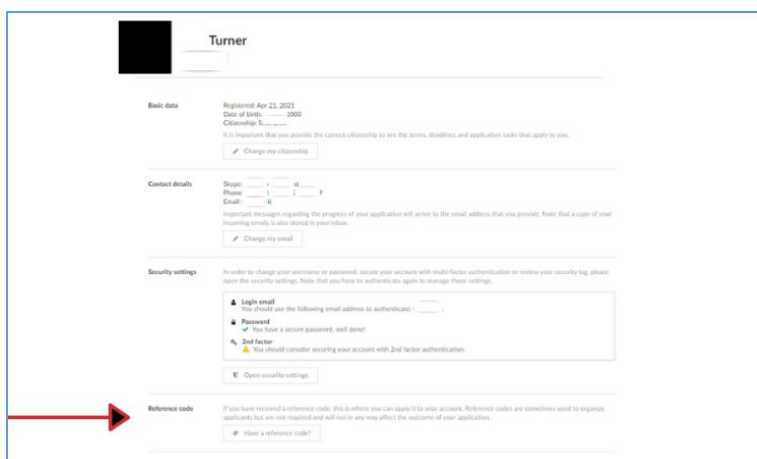 Turner
Basic data
Registered: Apr 21, 2021
Date of birth: 2000
Citizenship:
It is important that you provide the correct citizenship to see the terms, deadlines and application tasks that apply to you.
Change my citizenship
Contact details
Skype:
Phone:
Email:
Important messages regarding the progress of your application will arrive to the email address that you provide. Note that a copy of your
incoming emails is also stored in your inbox.
Change my email
Security settings
In order to change your username or password, secure your account with multi-factor authentication or review your security log, please
open the security settings. Note that you have to authenticate again to manage these settings.
Login email
You should use the following email address to authenticate:
Password
You have a secure password, well done!
2nd factor
You should consider securing your account with 2nd factor authentication.
Open security settings
Reference code
If you have received a reference code, this is where you can apply it to your account. Reference codes are sometimes used to organize
applicants but are not required and will not in any way affect the outcome of your application.
Have a reference code?